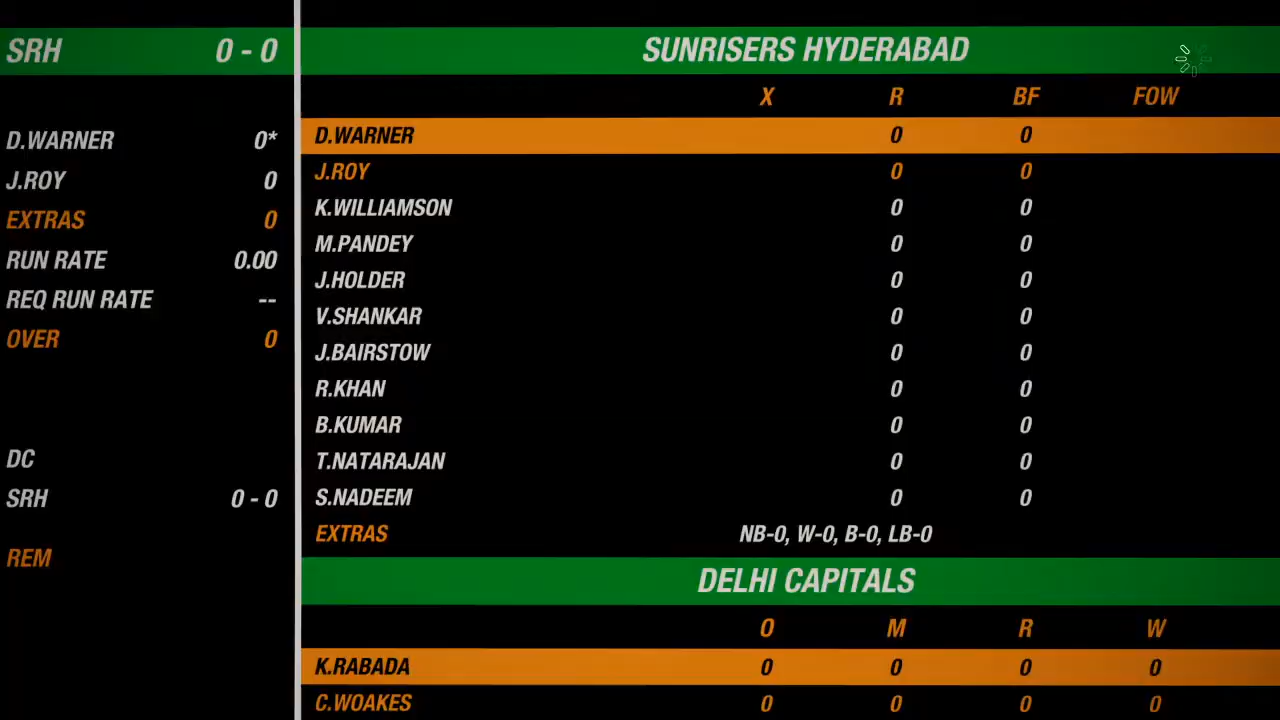 SRH 0 - 0
D.WARNER 0*
J.ROY 0
EXTRAS 0
RUN RATE 0.00
REQ RUN RATE --
OVER 0
DC
SRH 0 - 0
REM
SUNRISERS HYDERABAD
X R BF FOW
D.WARNER 0 0
J.ROY 0 0
K.WILLIAMSON 0 0
M.PANDEY 0 0
J.HOLDER 0 0
V.SHANKAR 0 0
J.BAIRSTOW 0 0
R.KHAN 0 0
B.KUMAR 0 0
T.NATARAJAN 0 0
S.NADEEM 0 0
EXTRAS NB-0, W-0, B-0, LB-0
DELHI CAPITALS
O M R W
K.RABADA 0 0 0 0
C.WOAKES 0 0 0 0